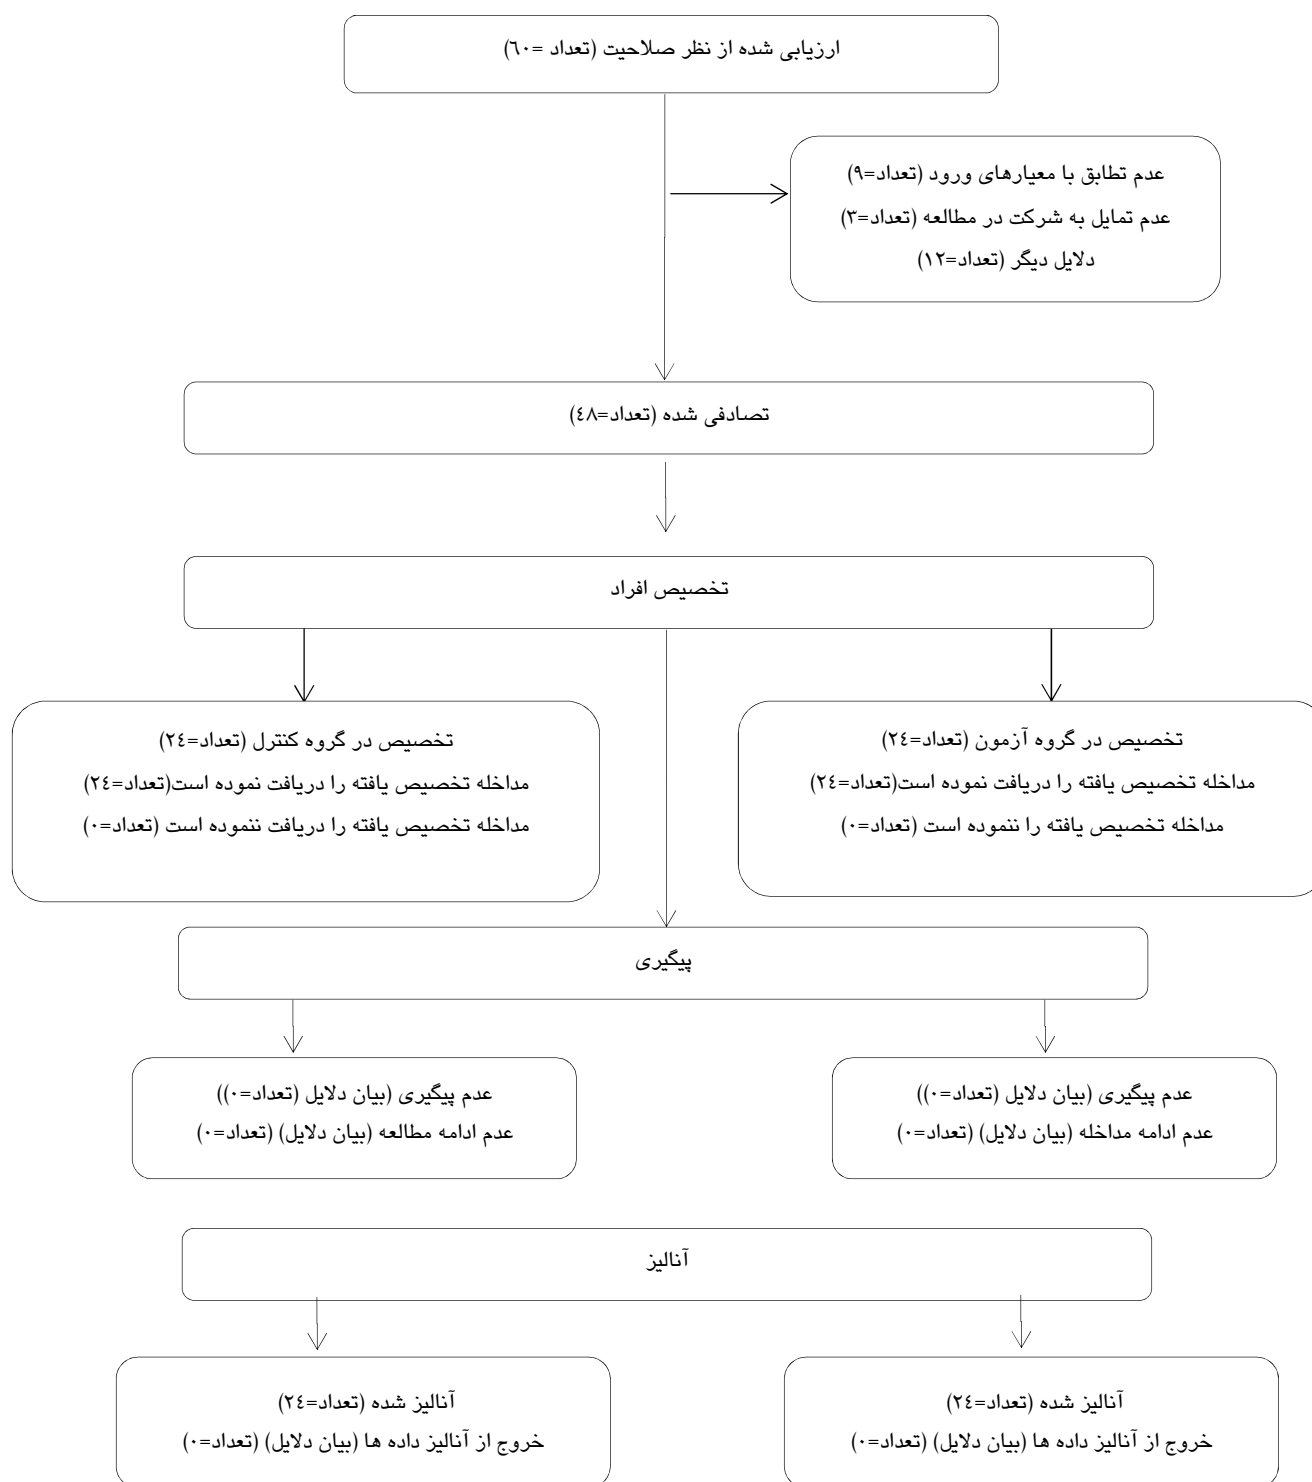 ارزیابی شده از نظر صلاحیت (تعداد =٦٠)
عدم تطابق با معیارهای ورود (تعداد=٩)
عدم تمایل به شرکت در مطالعه (تعداد=٣)
دلایل دیگر (تعداد=١٢)
تصادفی شده (تعداد=٤٨)
تخصیص افراد
تخصیص در گروه آزمون (تعداد=٢٤)
مداخله تخصیص یافته را دریافت نموده است(تعداد=٢٤)
مداخله تخصیص یافته را ننموده است (تعداد=٠)
تخصیص در گروه کنترل (تعداد=٢٤)
مداخله تخصیص یافته را دریافت نموده است(تعداد=٢٤)
مداخله تخصیص یافته را دریافت ننموده است (تعداد=٠)
پیگیری
عدم پیگیری (بیان دلایل (تعداد=٠))
عدم ادامه مداخله (بیان دلایل) (تعداد=٠)
عدم پیگیری (بیان دلایل (تعداد=٠))
عدم ادامه مطالعه (بیان دلایل) (تعداد=٠)
آنالیز
آنالیز شده (تعداد=٢٤)
خروج از آنالیز داده ها (بیان دلایل) (تعداد=٠)
آنالیز شده (تعداد=٢٤)
خروج از آنالیز داده ها (بیان دلایل) (تعداد=٠)